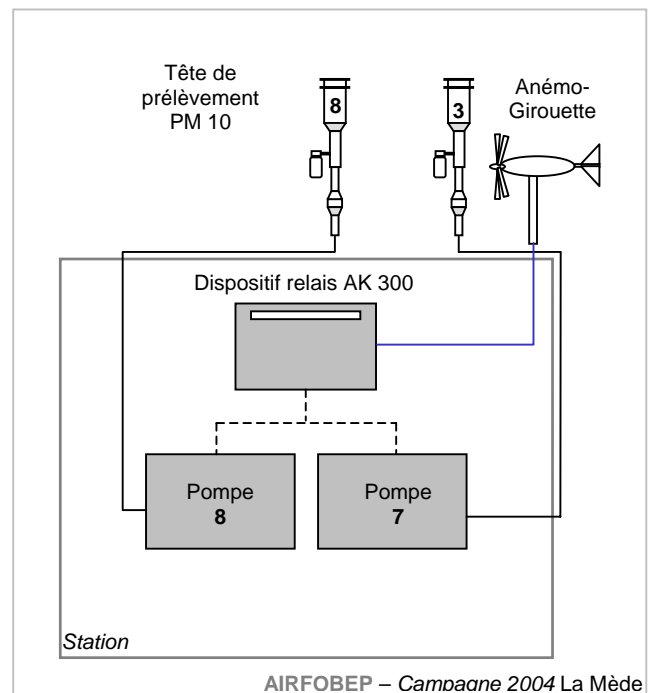 Tête de
prélèvement
PM 10
8
3
Anémo-
Girouette
Dispositif relais AK 300
Pompe
8
Pompe
7
Station
AIRFOBEP – Campagne 2004 La Mède